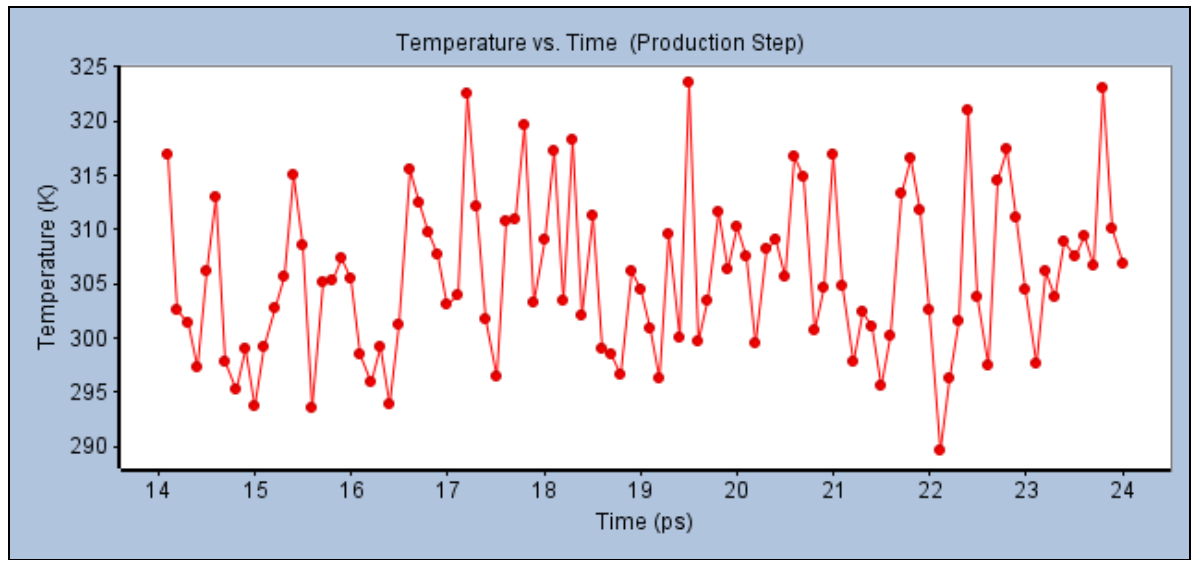 Temperature vs. Time (Production Step)
325
320
315
310
305
300
295
290
Temperature (K)
14 15 16 17 18 19 20 21 22 23 24
Time (ps)